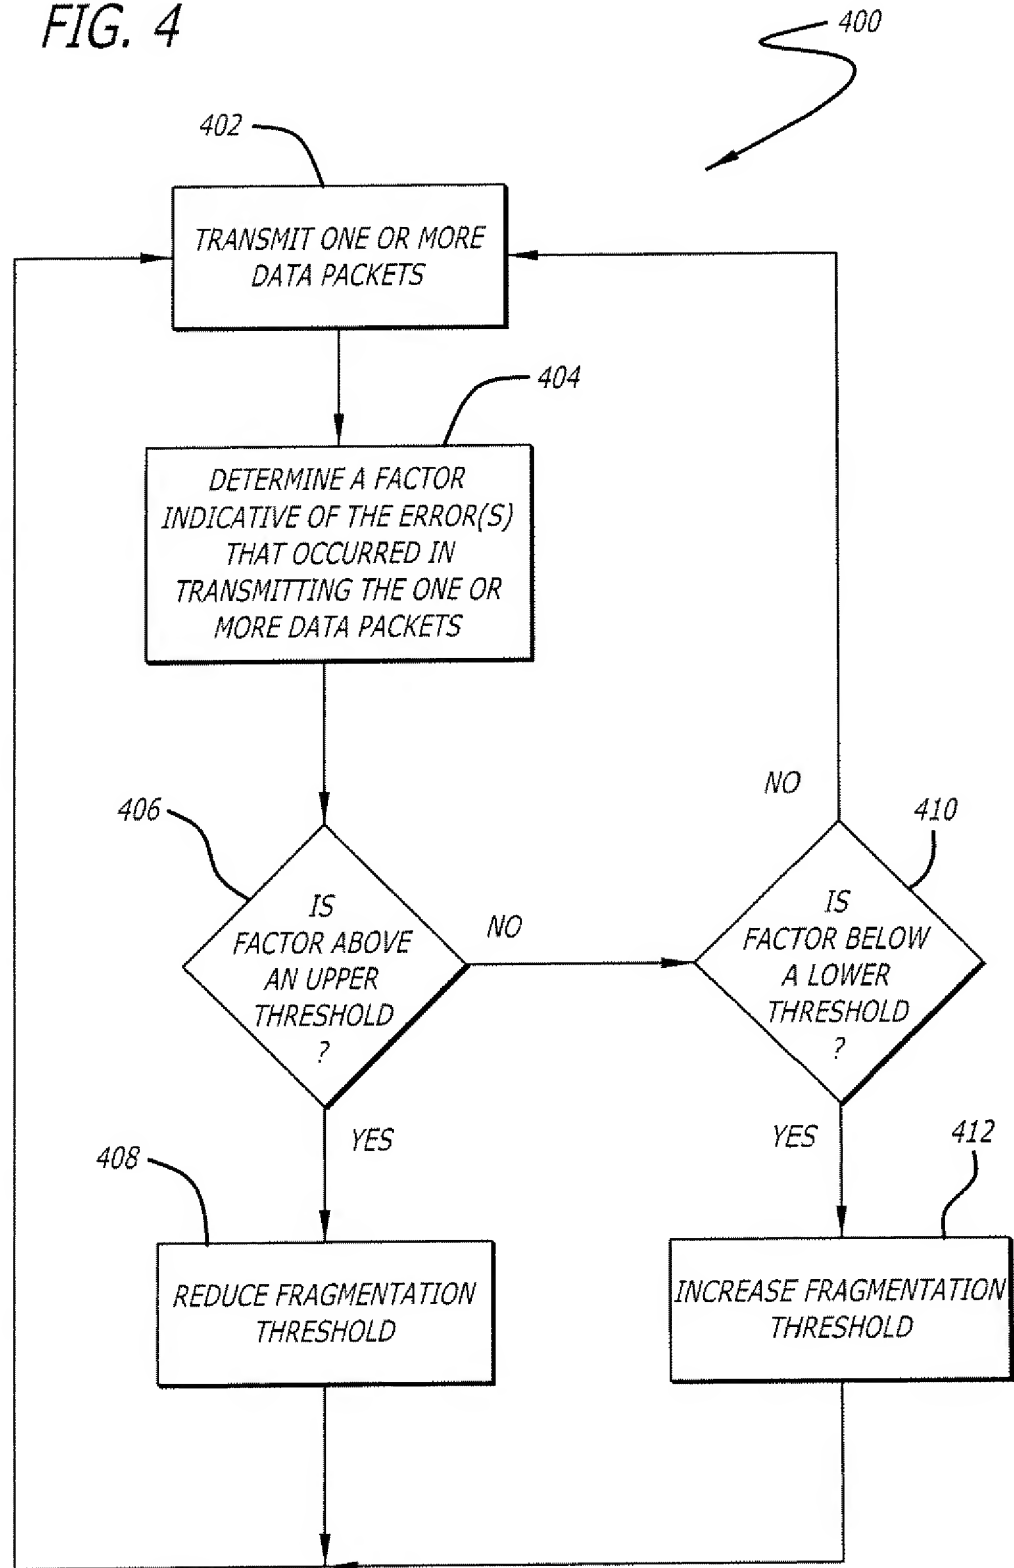 FIG. 4
400
402
TRANSMIT ONE OR MORE
DATA PACKETS
404
DETERMINE A FACTOR
INDICATIVE OF THE ERROR(S)
THAT OCCURRED IN
TRANSMITTING THE ONE OR
MORE DATA PACKETS
406
IS
FACTOR ABOVE
AN UPPER
THRESHOLD
?
NO
NO
410
IS
FACTOR BELOW
A LOWER
THRESHOLD
?
YES
YES
408
REDUCE FRAGMENTATION
THRESHOLD
412
INCREASE FRAGMENTATION
THRESHOLD